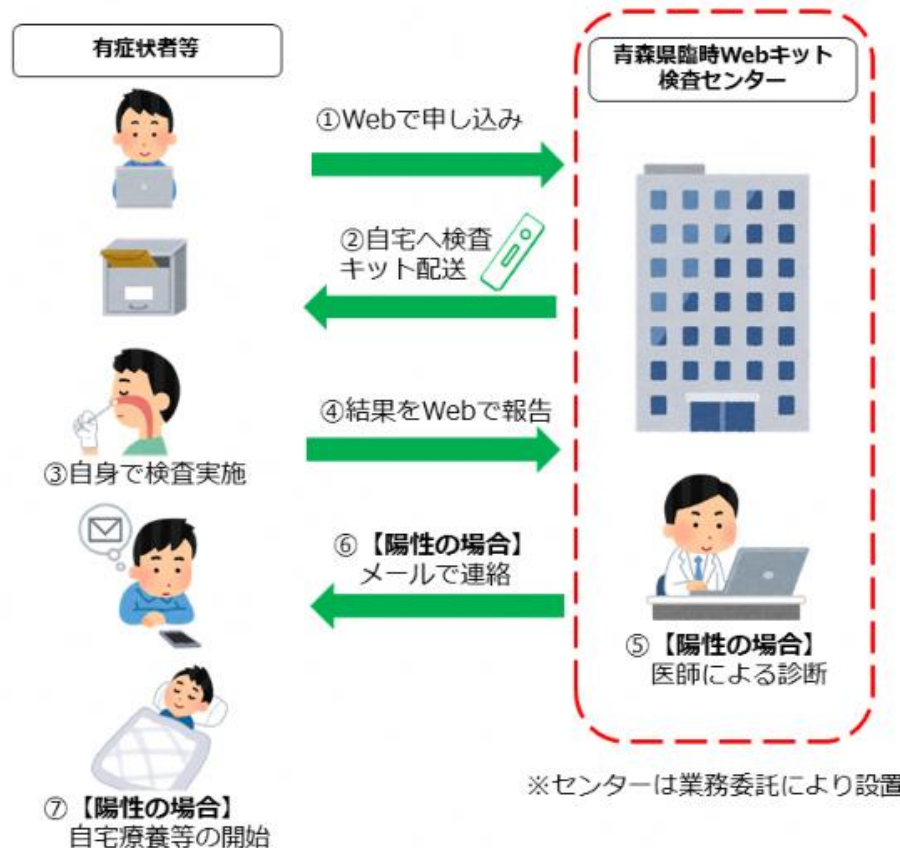 有症状者等
青森県臨時Webキット
検査センター
①Webで申し込み
②自宅へ検査
キット配送
③自身で検査実施
④結果をWebで報告
⑤【陽性の場合】
医師による診断
⑥【陽性の場合】
メールで連絡
⑦【陽性の場合】
自宅療養等の開始
※センターは業務委託により設置